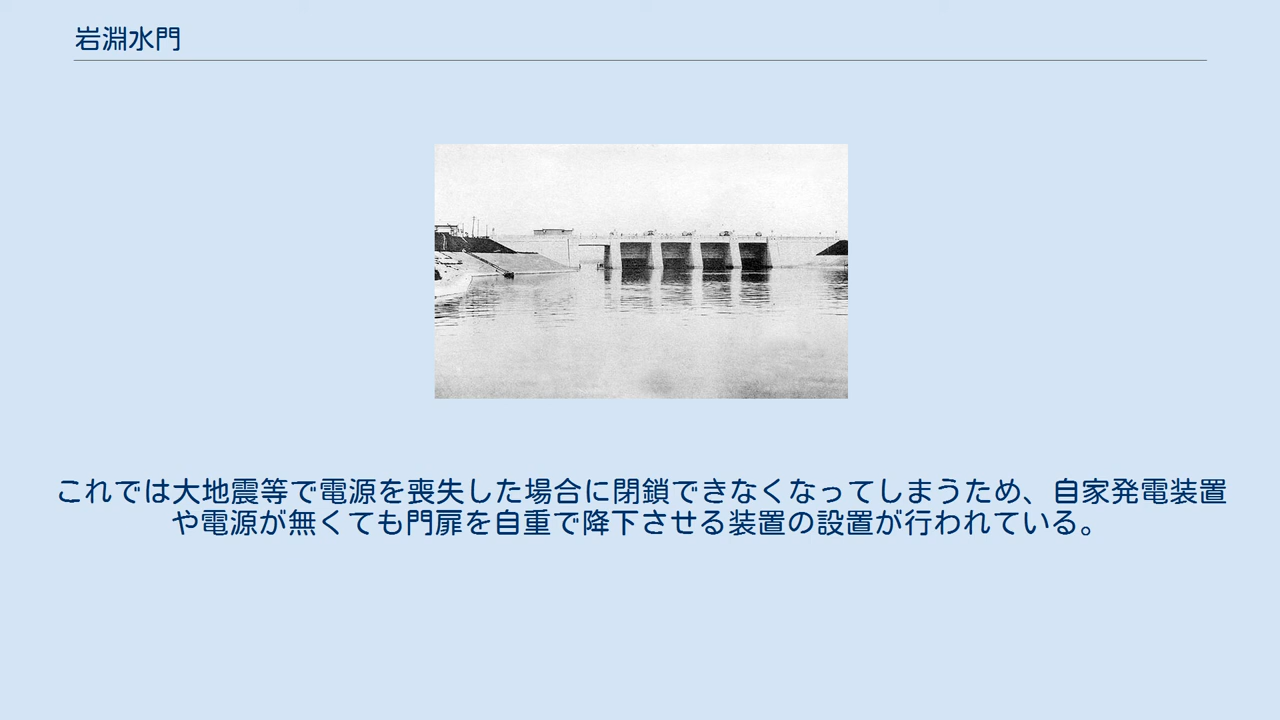 岩淵水門
これでは大地震等で電源を喪失した場合に閉鎖できなくなってしまうため、自家発電装置
や電源が無くても門扉を自重で降下させる装置の設置が行われている。